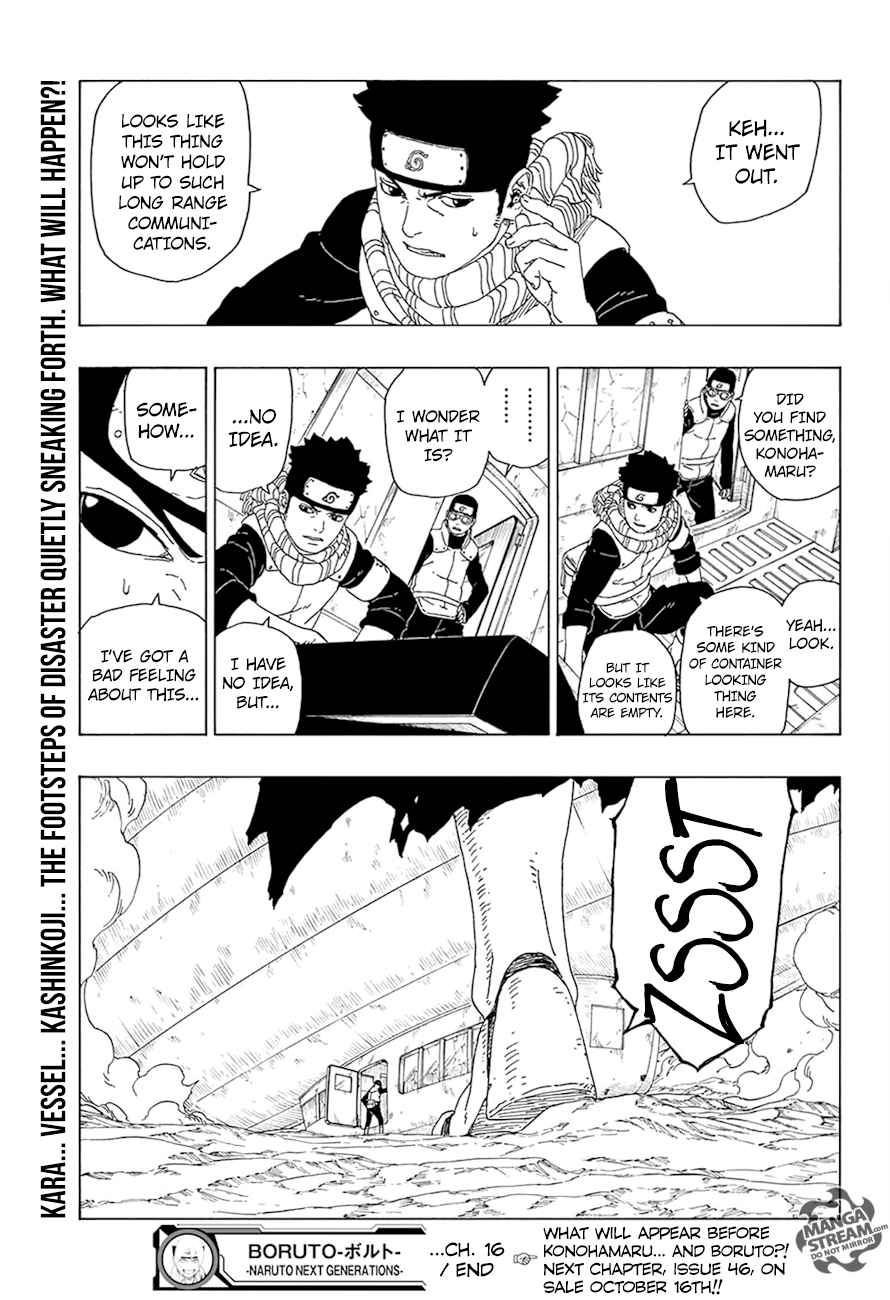 KEH...
IT WENT
OUT.
LOOKS LIKE
THIS THING
WON'T HOLD
UP TO SUCH
LONG RANGE
COMMUNI-
CATIONS.
DID
YOU FIND
SOMETHING,
KONOHA-
MARU?
YEAH...
LOOK.
THERE'S
SOME KIND
OF CONTAINER
LOOKING
THING
HERE.
BUT IT
LOOKS LIKE
ITS CONTENTS
ARE EMPTY.
I WONDER
WHAT IT
IS?
...NO
IDEA.
I HAVE
NO IDEA,
BUT...
SOME-
HOW...
I'VE GOT A
BAD FEELING
ABOUT THIS...
ZSSST
KARA... VESSEL... KASHINKOJI... THE FOOTSTEPS OF DISASTER QUIETLY SNEAKING FORTH. WHAT WILL HAPPEN?!
BORUTO-ボルト-
-NARUTO NEXT GENERATIONS-
...CH. 16
/ END
WHAT WILL APPEAR BEFORE
KONOHAMARU... AND BORUTO?!
NEXT CHAPTER, ISSUE 46, ON
SALE OCTOBER 16TH!!
MANGA
STREAM.com
DO NOT MIRROR